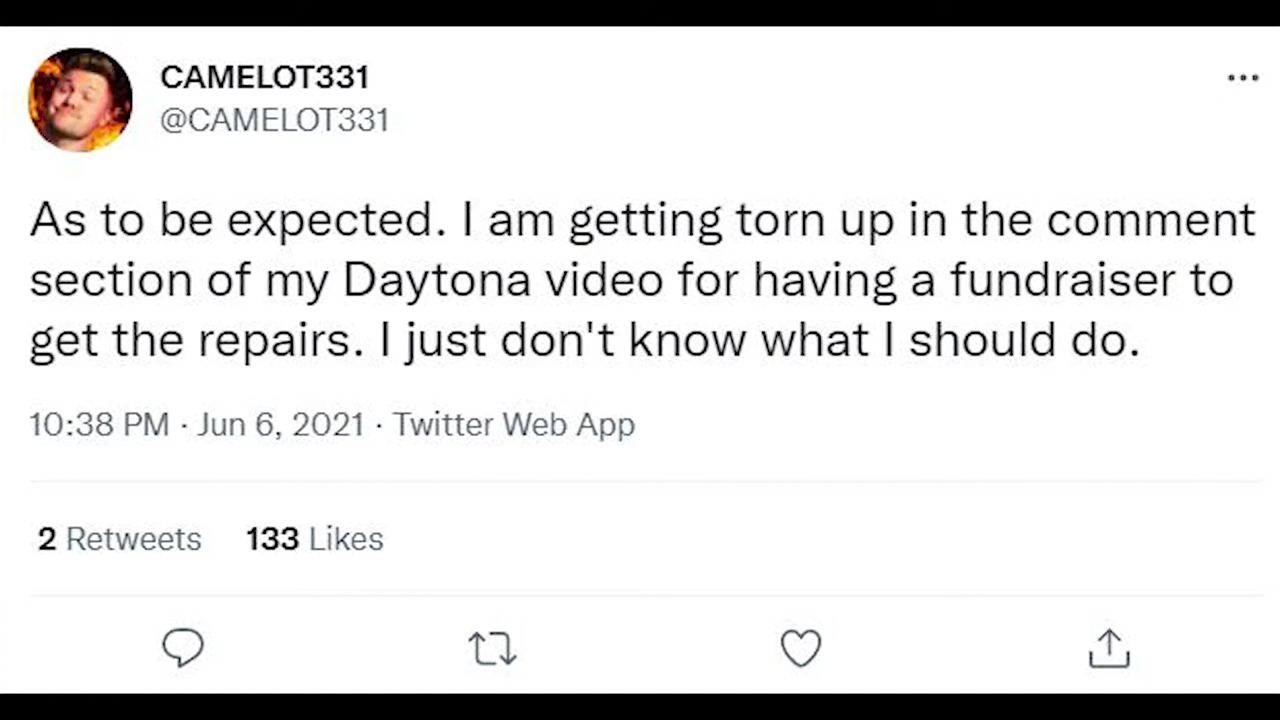 CAMELOT331
@CAMELOT331
As to be expected. I am getting torn up in the comment
section of my Daytona video for having a fundraiser to
get the repairs. I just don't know what I should do.
10:38 PM · Jun 6, 2021 · Twitter Web App
2 Retweets 133 Likes